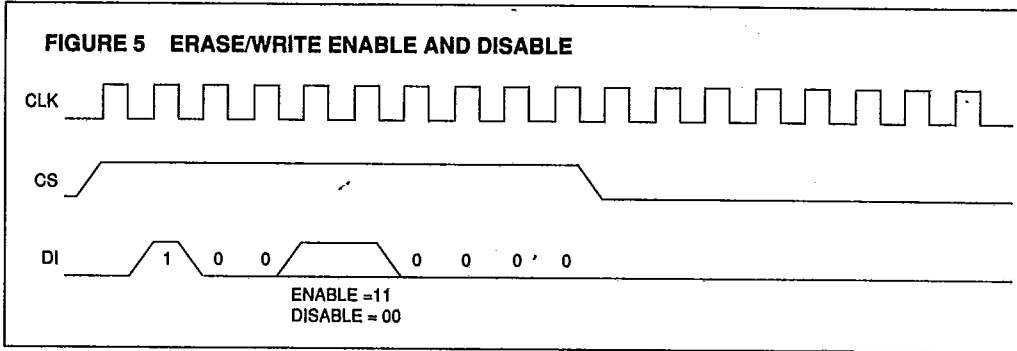 FIGURE 5 ERASE/WRITE ENABLE AND DISABLE
CLK
CS
DI 1 0 0 0 0 0 0
ENABLE =11
DISABLE = 00